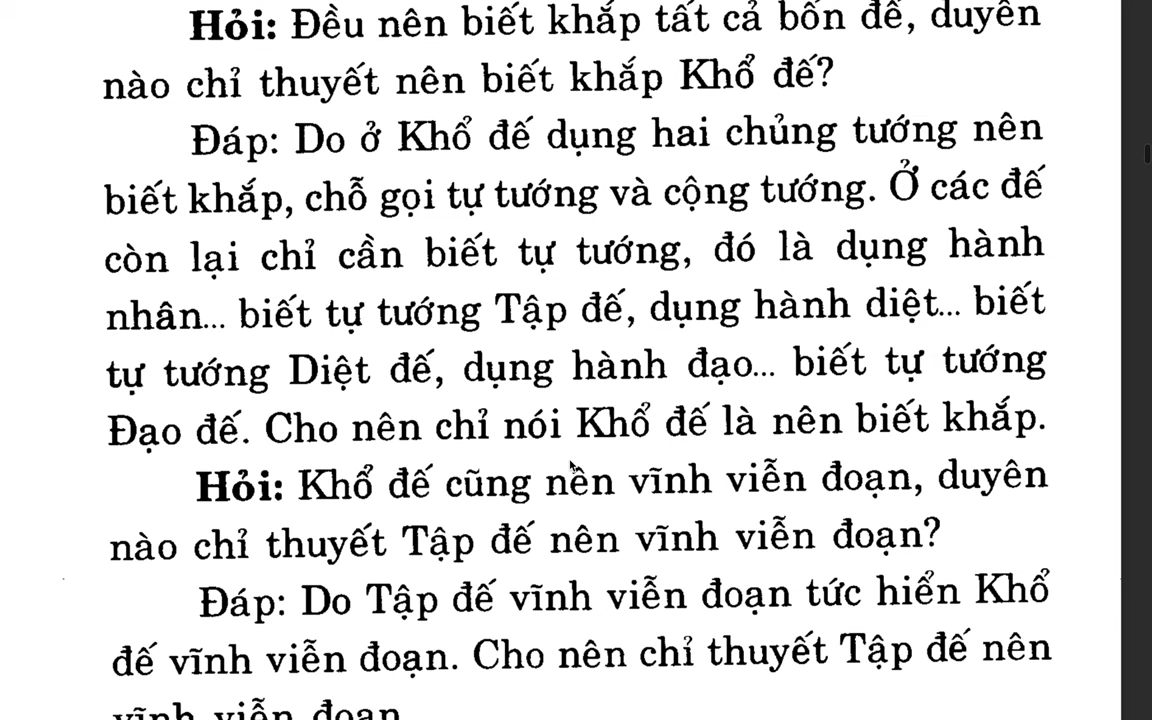 Hỏi: Đều nên biết khắp tất cả bốn đế, duyên
nào chỉ thuyết nên biết khắp Khổ đế?
Đáp: Do ở Khổ đế dụng hai chủng tướng nên
biết khắp, chỗ gọi tự tướng và cộng tướng. Ở các đế
còn lại chỉ cần biết tự tướng, đó là dụng hành
nhân... biết tự tướng Tập đế, dụng hành diệt... biết
tự tướng Diệt đế, dụng hành đạo... biết tự tướng
Đạo đế. Cho nên chỉ nói Khổ đế là nên biết khắp.
Hỏi: Khổ đế cũng nên vĩnh viễn đoạn, duyên
nào chỉ thuyết Tập đế nên vĩnh viễn đoạn?
Đáp: Do Tập đế vĩnh viễn đoạn tức hiển Khổ
đế vĩnh viễn đoạn. Cho nên chỉ thuyết Tập đế nên
vĩnh viễn đoạn.